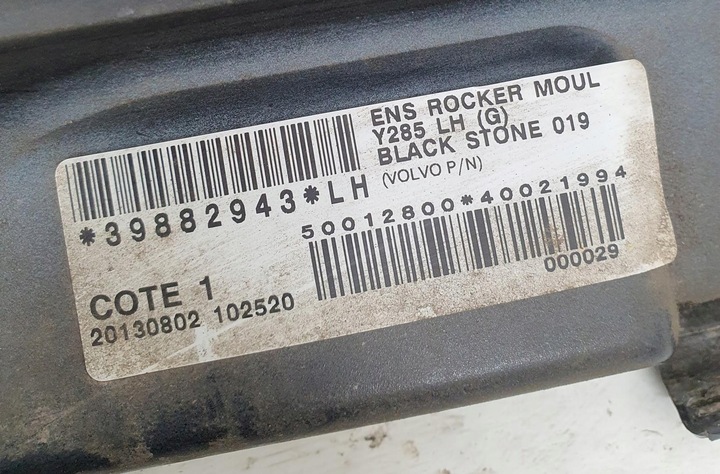 ENS ROCKER MOUL
Y285 LH (G)
BLACK STONE 019
*39882943*LH
(VOLVO P/N)
50012800*40021994
000029
COTE 1
20130802 102520